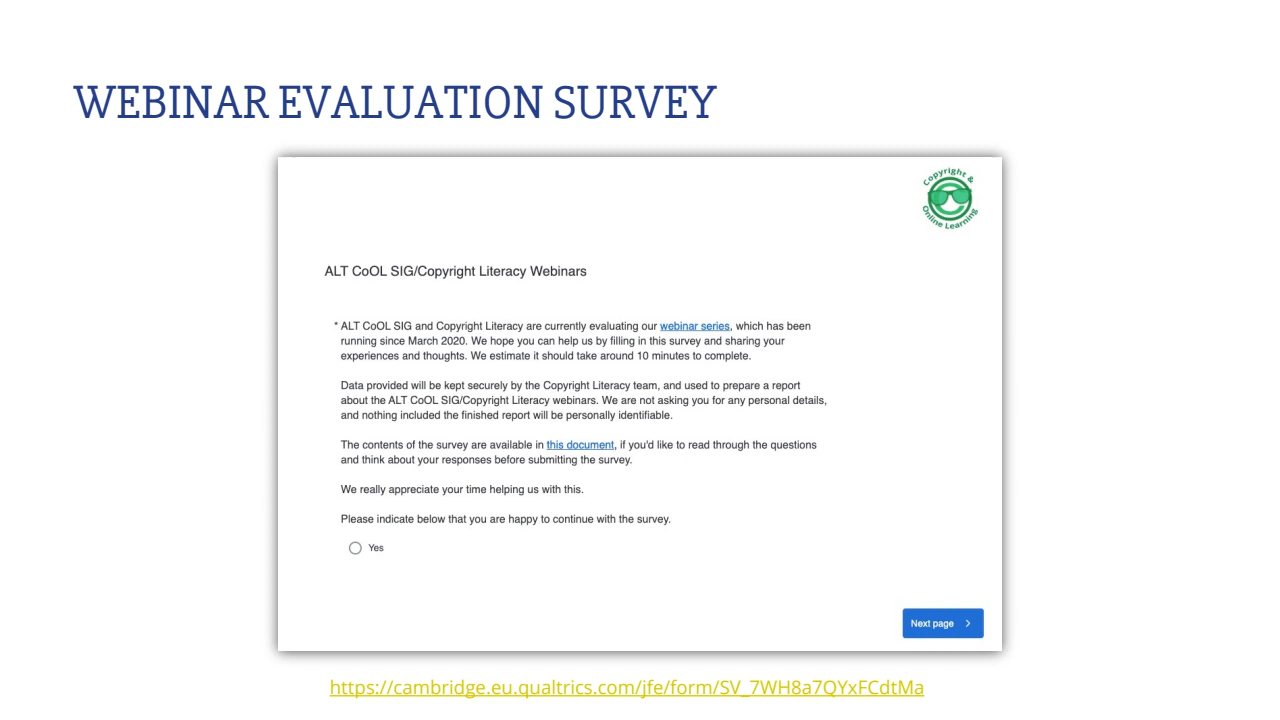 WEBINAR EVALUATION SURVEY
Copyright &
Online Learning
ALT CoOL SIG/Copyright Literacy Webinars
* ALT CoOL SIG and Copyright Literacy are currently evaluating our webinar series, which has been
running since March 2020. We hope you can help us by filling in this survey and sharing your
experiences and thoughts. We estimate it should take around 10 minutes to complete.
Data provided will be kept securely by the Copyright Literacy team, and used to prepare a report
about the ALT CoOL SIG/Copyright Literacy webinars. We are not asking you for any personal details,
and nothing included the finished report will be personally identifiable.
The contents of the survey are available in this document, if you'd like to read through the questions
and think about your responses before submitting the survey.
We really appreciate your time helping us with this.
Please indicate below that you are happy to continue with the survey.
Yes
Next page >
https://cambridge.eu.qualtrics.com/jfe/form/SV_7WH8a7QYxFCdtMa